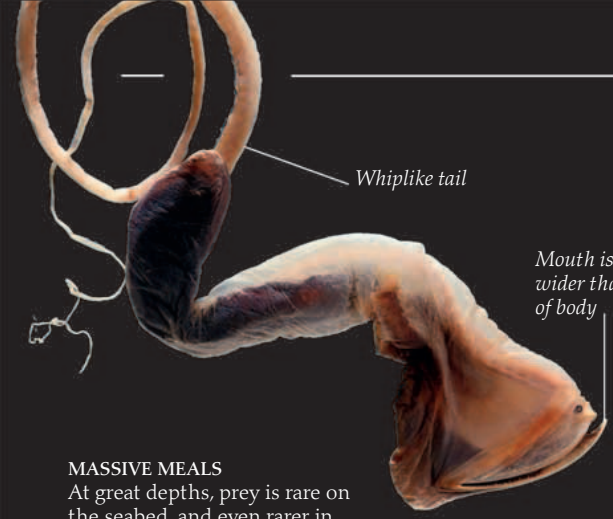 Whiplike tail
Mouth is
wider tha
of body
MASSIVE MEALS
At great depths, prey is rare on
the seabed, and even rarer in